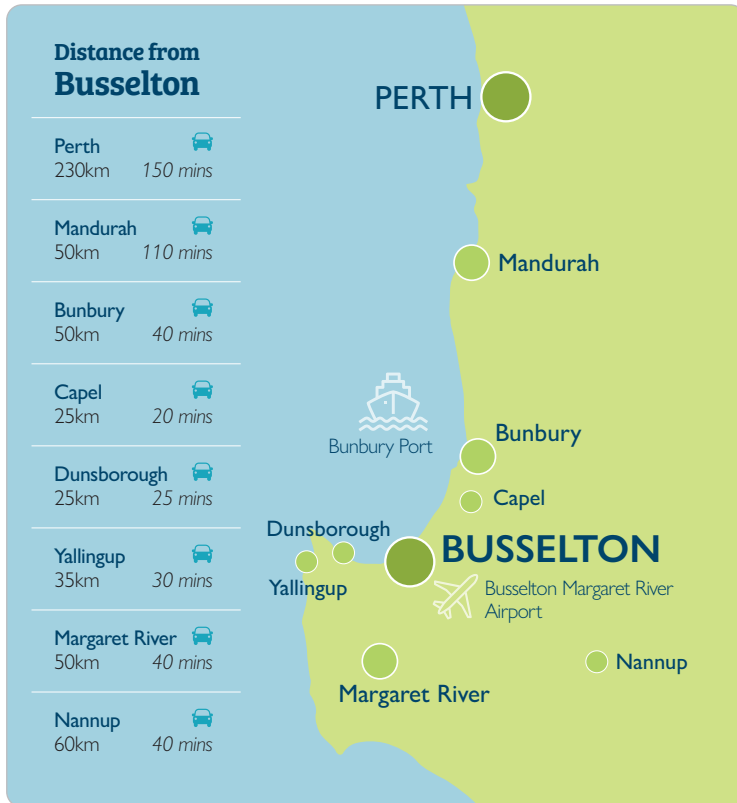 Distance from
Busselton
Perth
230km 150 mins
Mandurah
50km 110 mins
Bunbury
50km 40 mins
Capel
25km 20 mins
Dunsborough
25km 25 mins
Yallingup
35km 30 mins
Margaret River
50km 40 mins
Nannup
60km 40 mins
PERTH
Mandurah
Bunbury Port
Bunbury
Capel
Dunsborough
BUSSELTON
Yallingup
Busselton Margaret River
Airport
Nannup
Margaret River